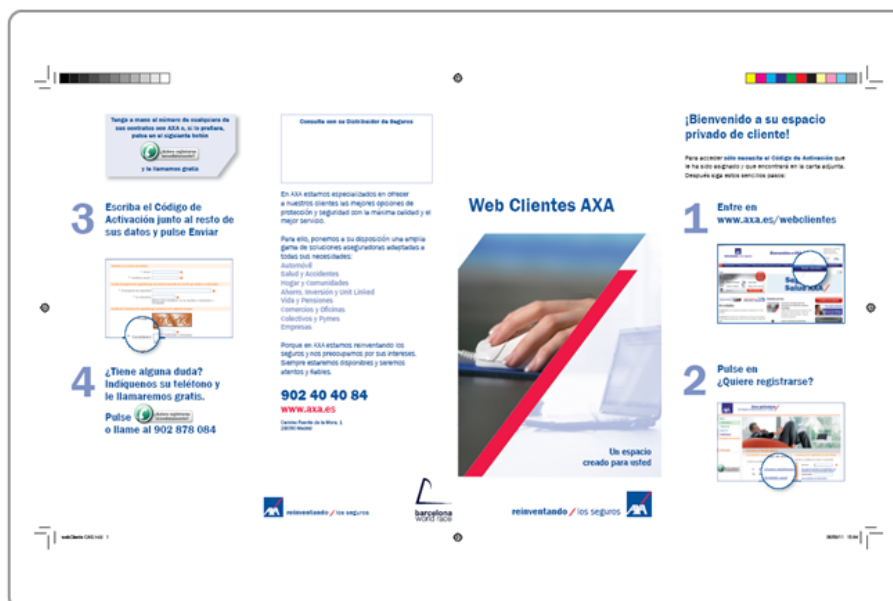 Tenga a mano el número de cualquiera de
sus contratos con AXA o, si lo prefiere,
pulse en el siguiente botón
y le llamamos gratis
3
Escriba el Código de
Activación junto al resto de
sus datos y pulse Enviar
4
¿Tiene alguna duda?
Indíquenos su teléfono y
le llamaremos gratis.
Pulse
o llame al 902 878 084
Consulte con su Distribuidor de Seguros
En AXA estamos especializados en ofrecer
a nuestros clientes las mejores opciones de
protección y seguridad con la máxima calidad y el
mejor servicio.
Para ello, ponemos a su disposición una amplia
gama de soluciones aseguradoras adaptadas a
todas sus necesidades:
Automóvil
Salud y Accidentes
Hogar y Comunidades
Ahorro, Inversión y Unit Linked
Vida y Pensiones
Comercios y Oficinas
Colectivos y Pymes
Empresas
Porque en AXA estamos reinventando los
seguros y nos preocupamos por sus intereses.
Siempre estaremos disponibles y seremos
atentos y fiables.
902 40 40 84
www.axa.es
Camino Fuente de la Mora, 1
28050 Madrid
AXA
reinventando / los seguros
barcelona
world race
Web Clientes AXA
Un espacio
creado para usted
reinventando / los seguros
AXA
¡Bienvenido a su espacio
privado de cliente!
Para acceder sólo necesita el Código de Activación que
le ha sido asignado y que encontrará en la carta adjunta.
Después siga estos sencillos pasos:
1
Entre en
www.axa.es/webclientes
2
Pulse en
¿Quiere registrarse?